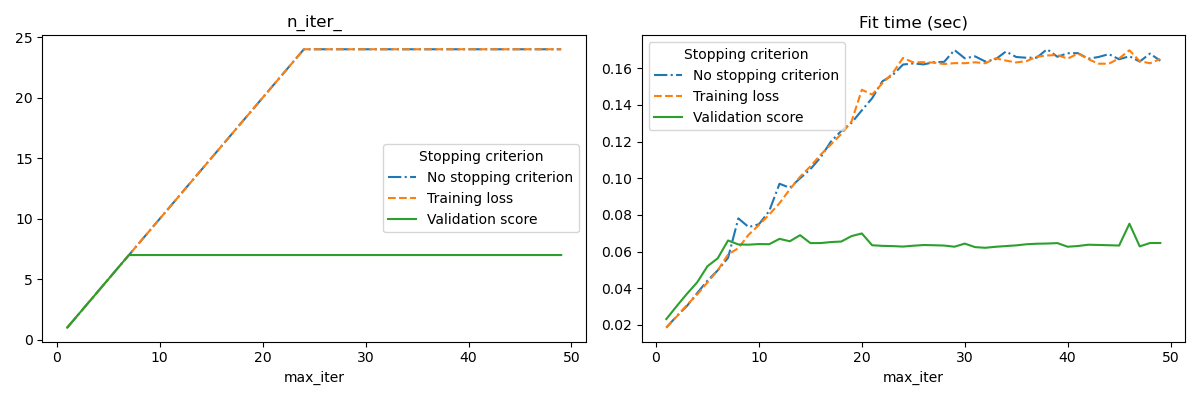 n_iter_
25
20
15
10
5
0
Stopping criterion
No stopping criterion
Training loss
Validation score
0 10 20 30 40 50
max_iter
Fit time (sec)
0.16
0.14
0.12
0.10
0.08
0.06
0.04
0.02
Stopping criterion
No stopping criterion
Training loss
Validation score
0 10 20 30 40 50
max_iter